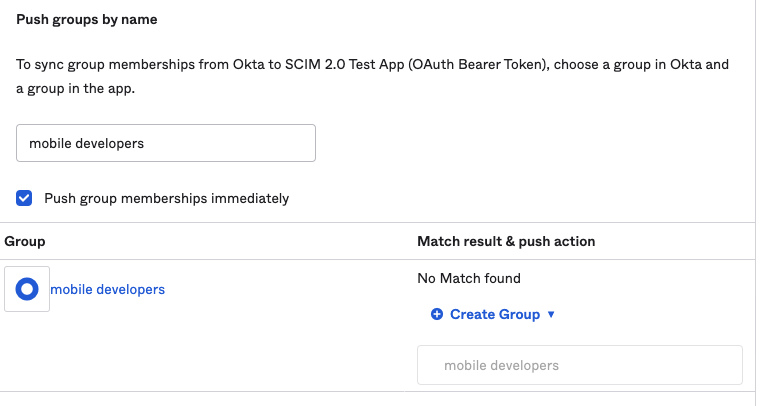 Push groups by name
To sync group memberships from Okta to SCIM 2.0 Test App (OAuth Bearer Token), choose a group in Okta and
a group in the app.
mobile developers
Push group memberships immediately
Group
Match result & push action
mobile developers
No Match found
Create Group
mobile developers